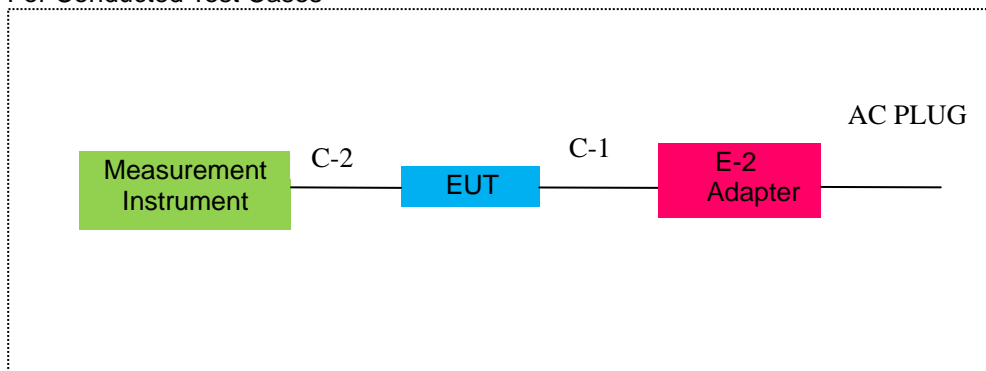 For Conducted Test Cases
AC PLUG
C-2
C-1
Measurement
Instrument
EUT
E-2
Adapter